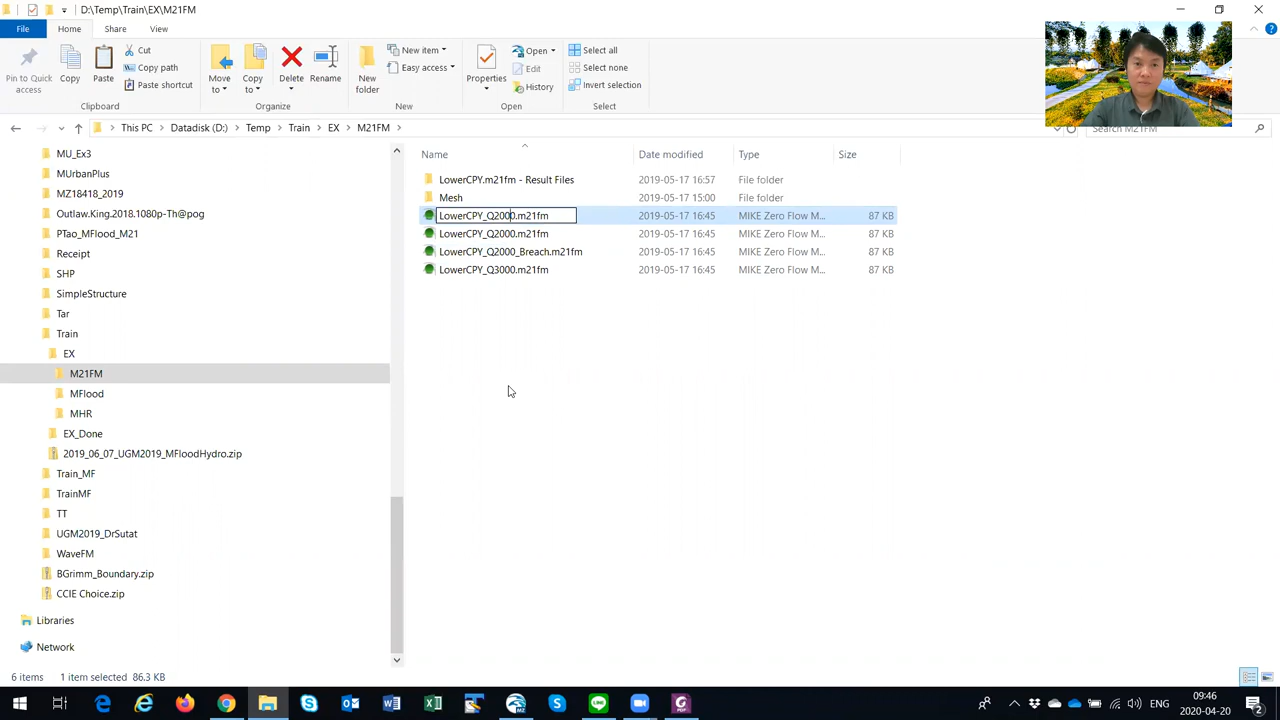 D:\Temp\Train\EX\M21FM
File Home Share View
Pin to Quick access
Copy
Paste
Cut
Copy path
Paste shortcut
Clipboard
Move to
Copy to
Delete
Rename
Organize
New folder
New item
Easy access
New
Properties
Open
Edit
History
Open
Select all
Select none
Invert selection
Select
This PC Datadisk (D:) Temp Train EX M21FM
Search M21FM
Name Date modified Type Size
LowerCPY.m21fm - Result Files 2019-05-17 16:57 File folder
Mesh 2019-05-17 15:00 File folder
LowerCPY_Q2000.m21fm 2019-05-17 16:45 MIKE Zero Flow M... 87 KB
LowerCPY_Q2000.m21fm 2019-05-17 16:45 MIKE Zero Flow M... 87 KB
LowerCPY_Q2000_Breach.m21fm 2019-05-17 16:45 MIKE Zero Flow M... 87 KB
LowerCPY_Q3000.m21fm 2019-05-17 16:45 MIKE Zero Flow M... 87 KB
MU_Ex3
MUrbanPlus
MZ18418_2019
Outlaw.King.2018.1080p-Th@pog
PTao_MFlood_M21
Receipt
SHP
SimpleStructure
Tar
Train
EX
M21FM
MFlood
MHR
EX_Done
2019_06_07_UGM2019_MFloodHydro.zip
Train_MF
TrainMF
TT
UGM2019_DrSutat
WaveFM
BGrimm_Boundary.zip
CCIE Choice.zip
Libraries
Network
6 items 1 item selected 86.3 KB
ENG
09:46
2020-04-20
2